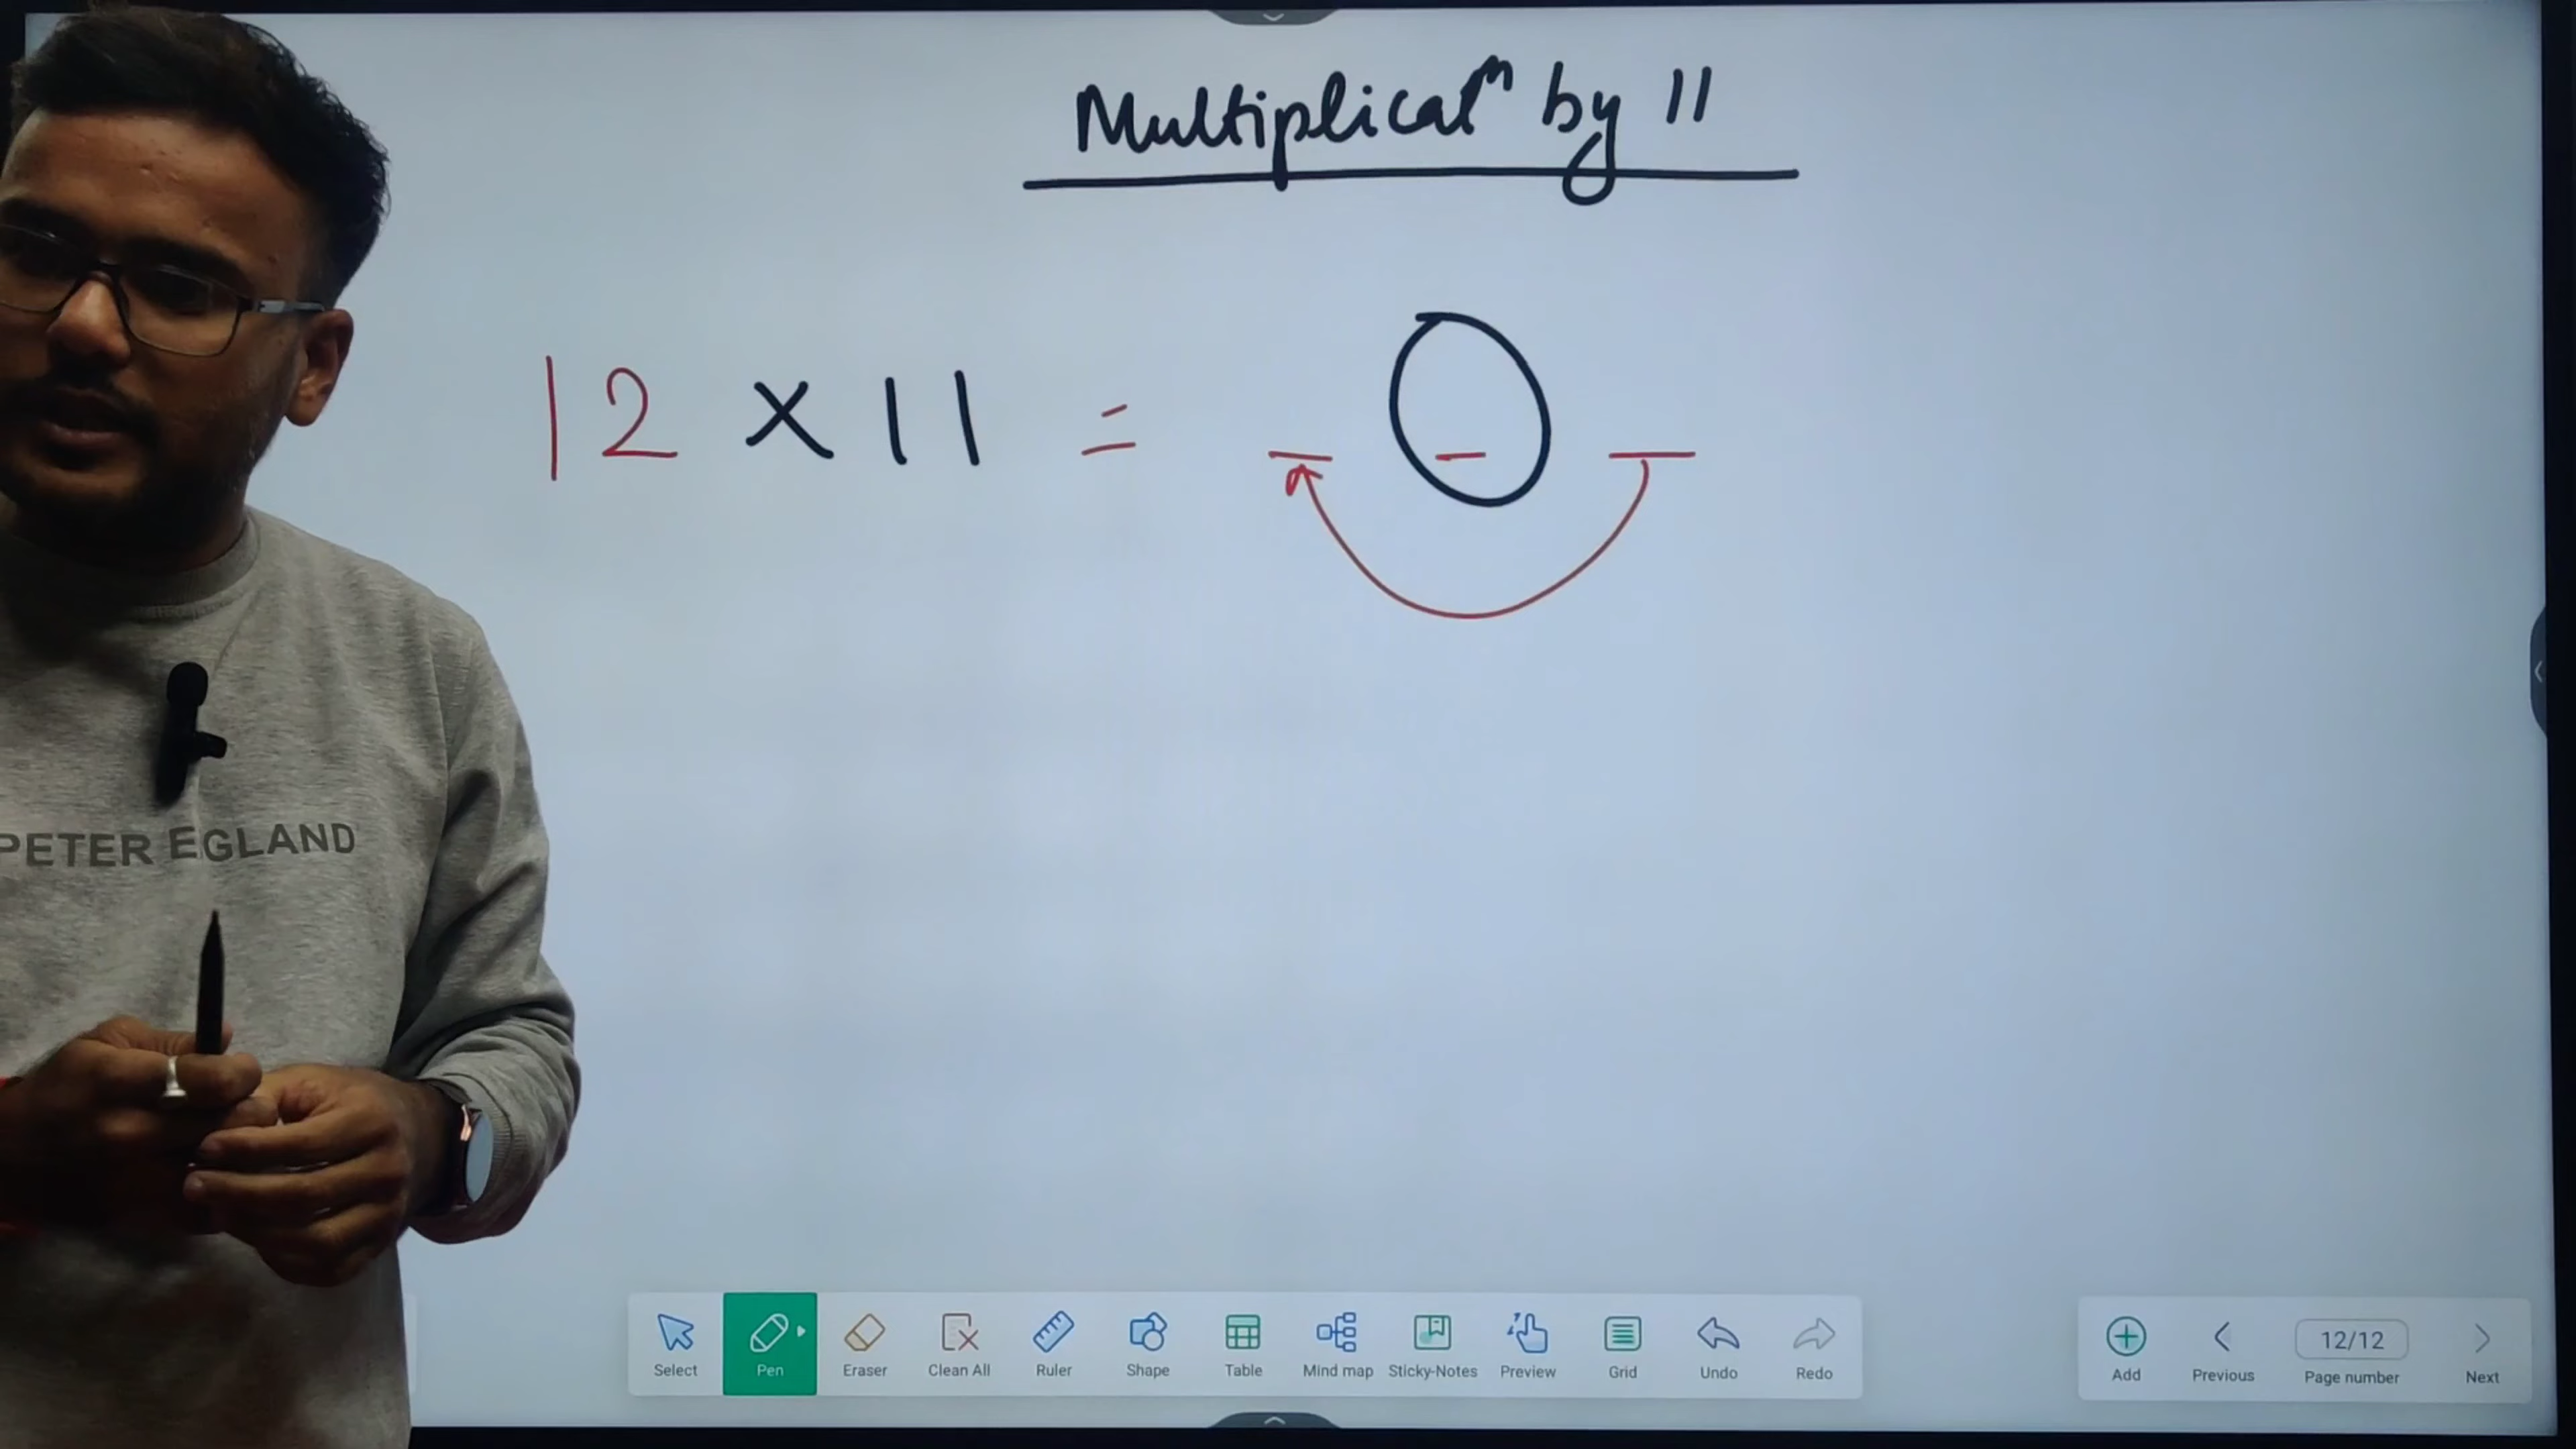 Multiplicatⁿ by 11
12 × 11 = _ _ _
PETER EGLAND
Select Pen Eraser Clean All Ruler Shape Table Mind map Sticky-Notes Preview Grid Undo Redo
12/12
Add Previous Page number Next